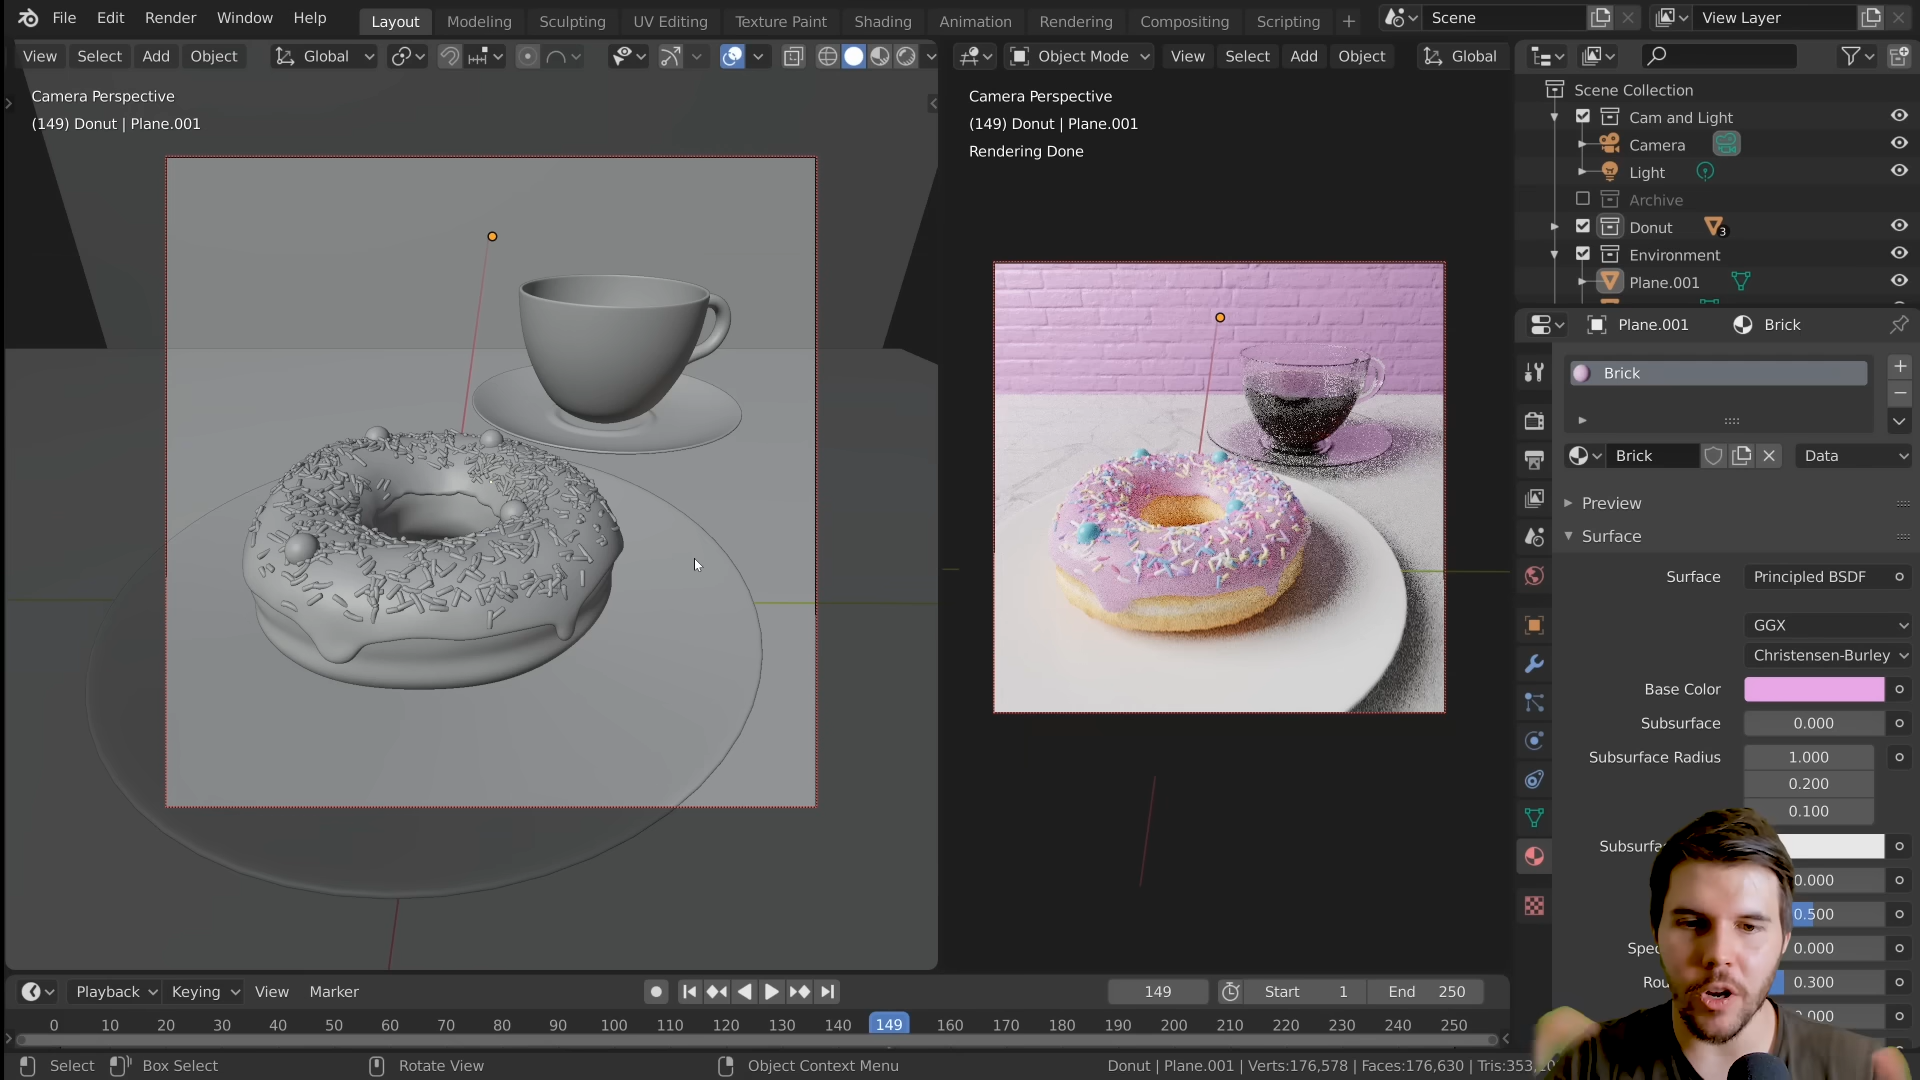 File Edit Render Window Help Layout Modeling Sculpting UV Editing Texture Paint Shading Animation Rendering Compositing Scripting + Scene View Layer
View Select Add Object Global Object Mode View Select Add Object Global
Camera Perspective
(149) Donut | Plane.001
Camera Perspective
(149) Donut | Plane.001
Rendering Done
Scene Collection
Cam and Light
Camera
Light
Archive
Donut 3
Environment
Plane.001
Plane.001 Brick
Brick
Brick Data
Preview
Surface
Surface Principled BSDF
GGX
Christensen-Burley
Base Color
Subsurface 0.000
Subsurface Radius 1.000
0.200
0.100
Subsurfa
0.000
0.500
Spec 0.000
Rou 0.300
.000
Playback Keying View Marker 149 Start 1 End 250
0 10 20 30 40 50 60 70 80 90 100 110 120 130 140 149 160 170 180 190 200 210 220 230 240 250
Select Box Select Rotate View Object Context Menu Donut | Plane.001 | Verts:176,578 | Faces:176,630 | Tris:353,